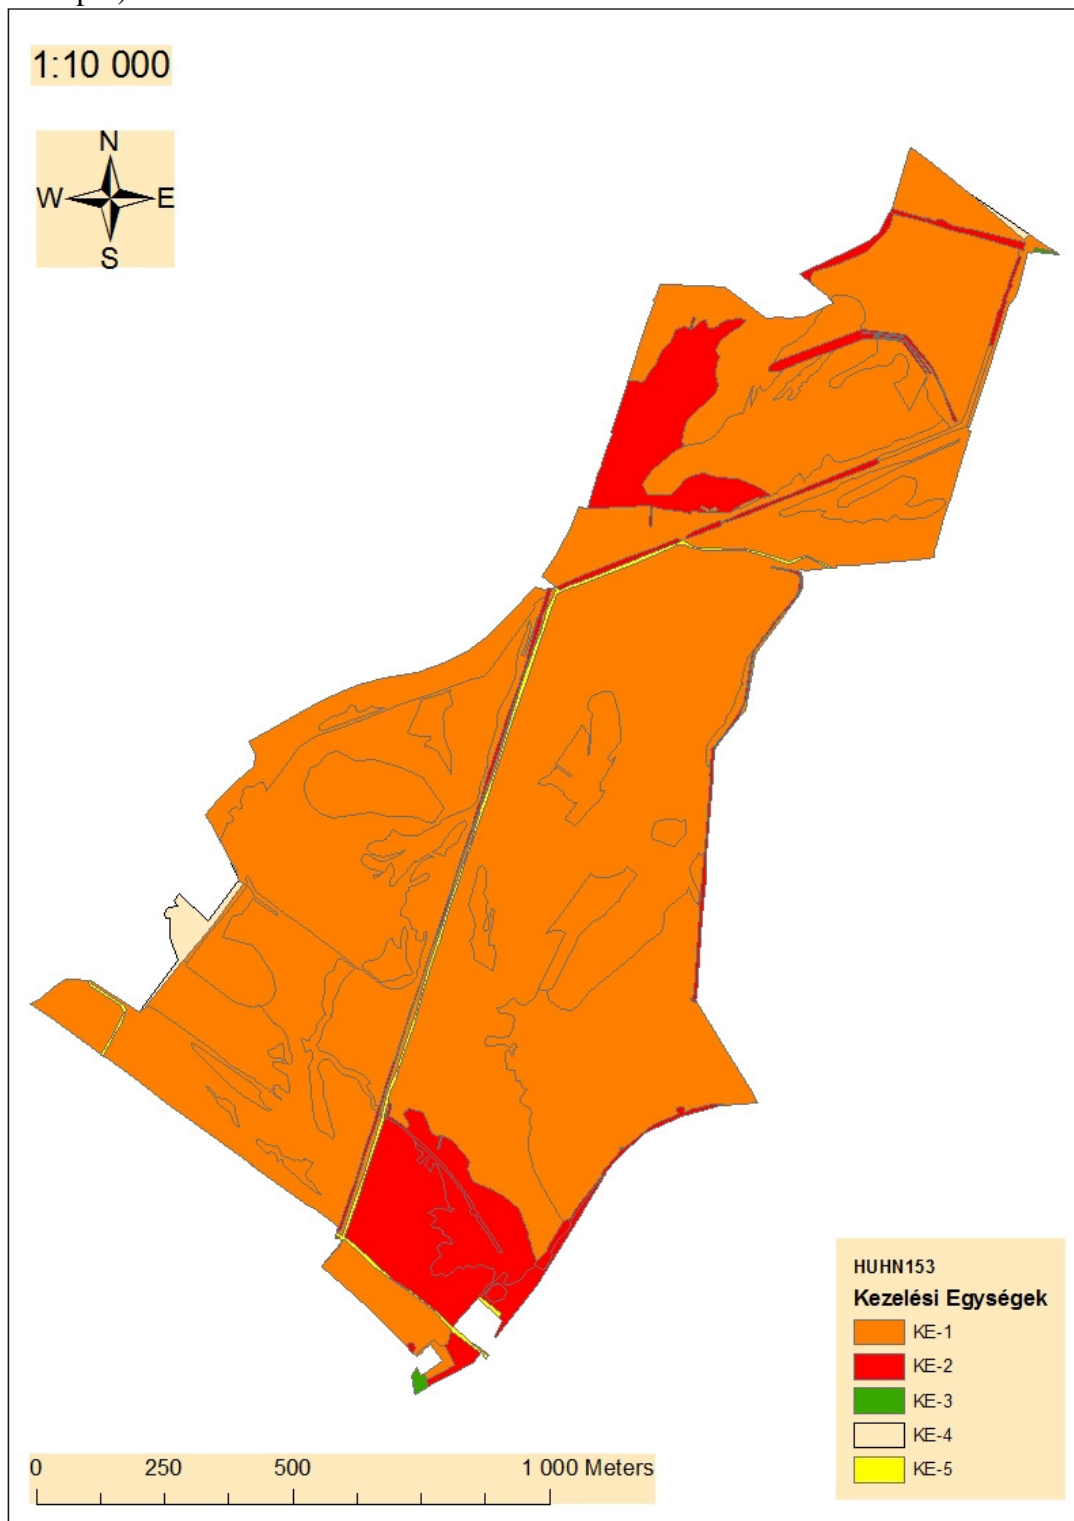 1:10 000
N
W E
S
HUHN153
Kezelési Egységek
KE-1
KE-2
KE-3
KE-4
KE-5
0 250 500 1 000 Meters